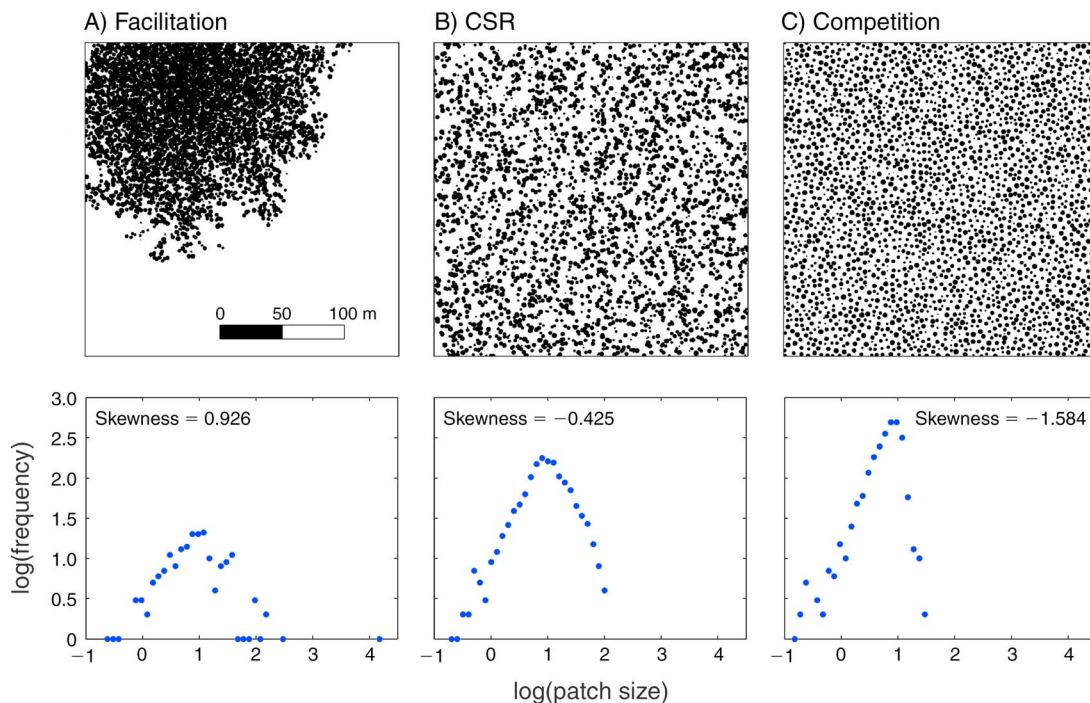 A) Facilitation
B) CSR
C) Competition
0 50 100 m
Skewness = 0.926
Skewness = −0.425
Skewness = −1.584
log(frequency)
3.0
2.5
2.0
1.5
1.0
0.5
0
−1 0 1 2 3 4
−1 0 1 2 3 4
−1 0 1 2 3 4
log(patch size)